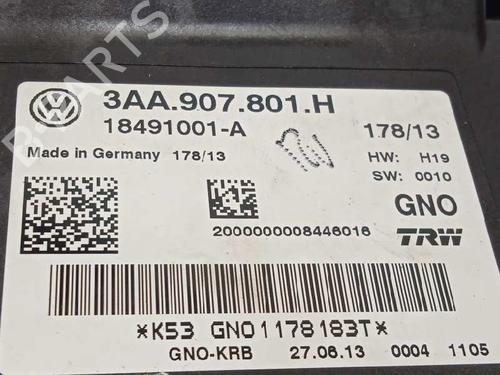 B-PARTS
3AA.907.801.H
18491001-A
178/13
Made in Germany 178/13
HW: H19
SW: 0010
GNO
2000000008446016
TRW
*K53 GNO1178183T*
GNO-KRB 27.06.13 0004 1105